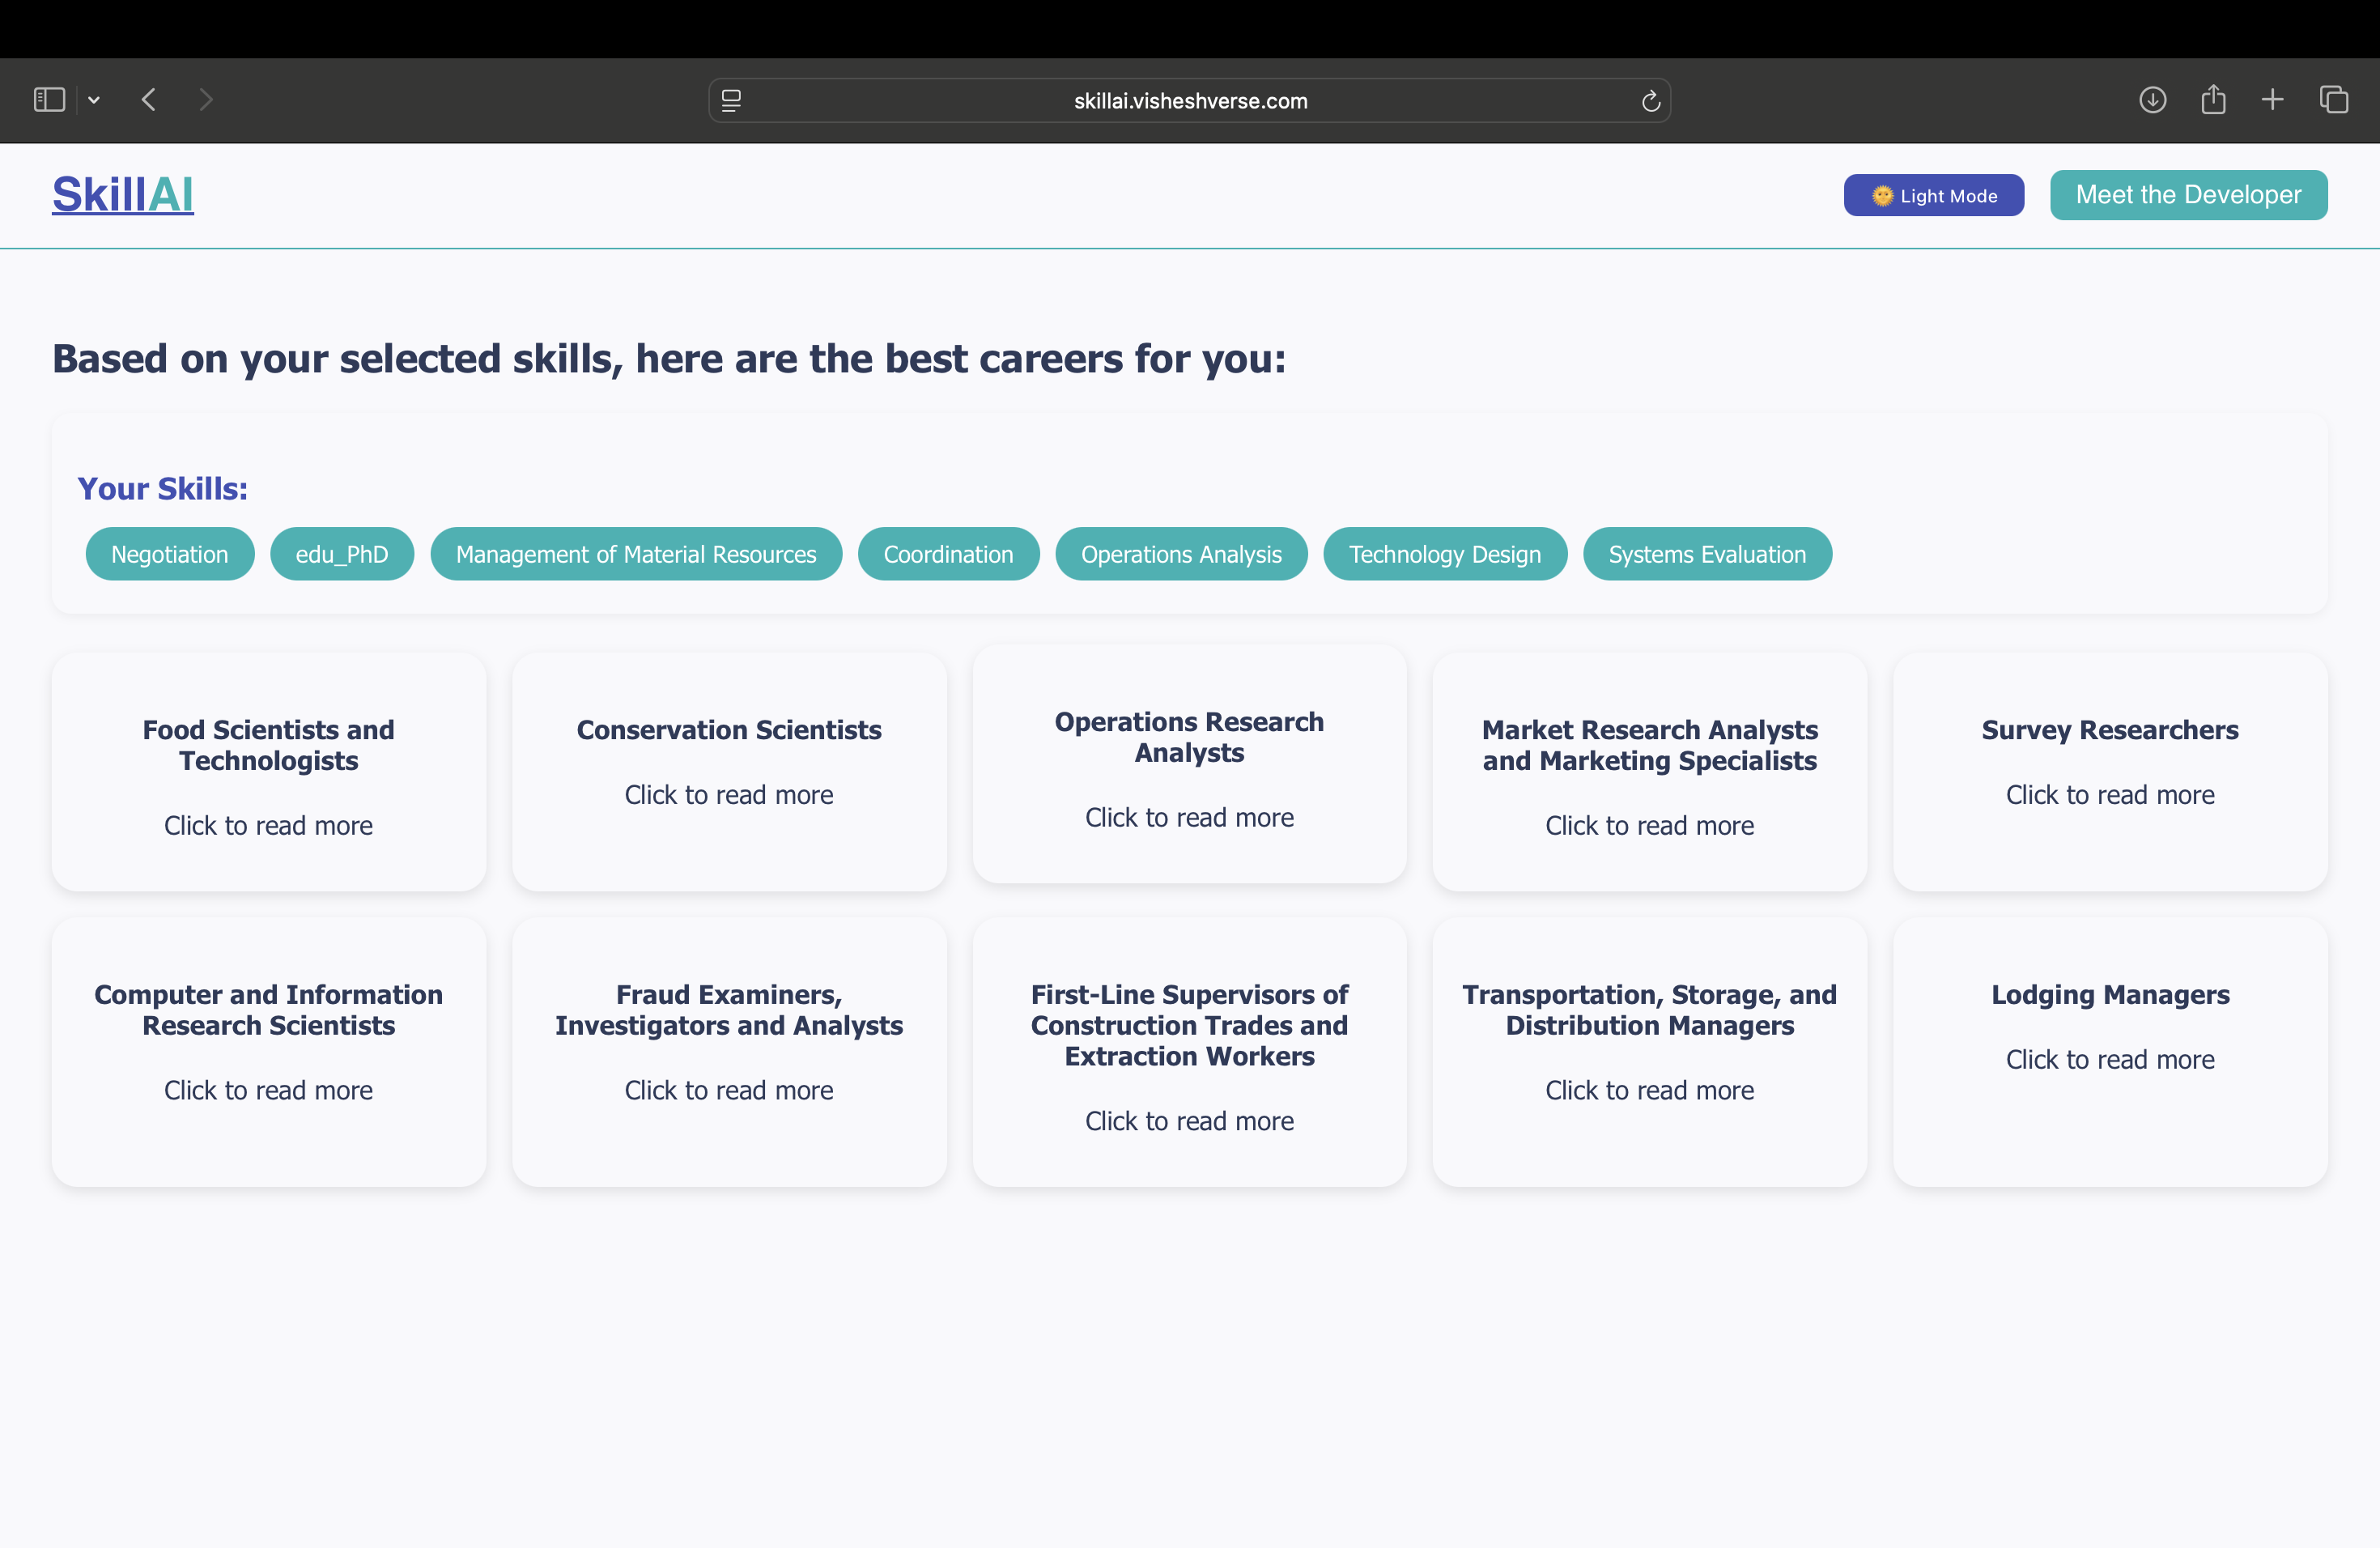 skillai.visheshverse.com
SkillAI
🌞 Light Mode
Meet the Developer
Based on your selected skills, here are the best careers for you:
Your Skills:
Negotiation
edu_PhD
Management of Material Resources
Coordination
Operations Analysis
Technology Design
Systems Evaluation
Food Scientists and
Technologists
Click to read more
Conservation Scientists
Click to read more
Operations Research
Analysts
Click to read more
Market Research Analysts
and Marketing Specialists
Click to read more
Survey Researchers
Click to read more
Computer and Information
Research Scientists
Click to read more
Fraud Examiners,
Investigators and Analysts
Click to read more
First-Line Supervisors of
Construction Trades and
Extraction Workers
Click to read more
Transportation, Storage, and
Distribution Managers
Click to read more
Lodging Managers
Click to read more